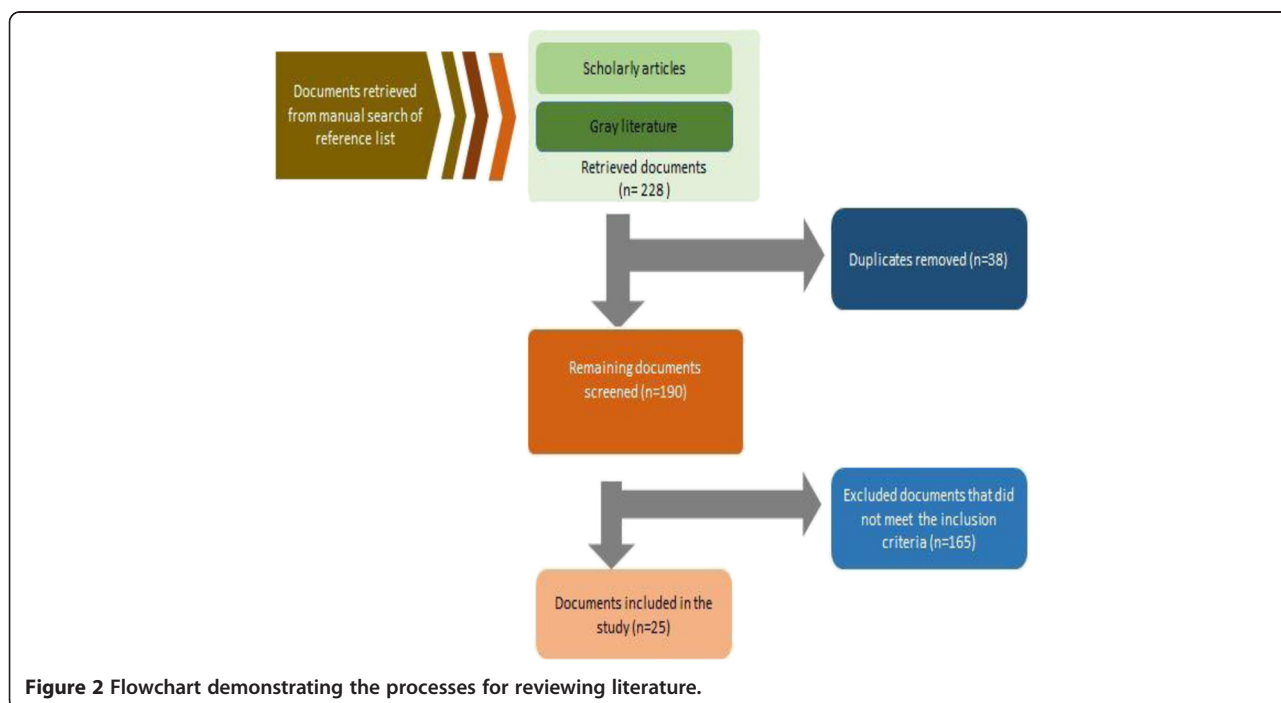 Documents retrieved
from manual search of
reference list
Scholarly articles
Gray literature
Retrieved documents
(n= 228 )
Duplicates removed (n=38)
Remaining documents
screened (n=190)
Excluded documents that did
not meet the inclusion
criteria (n=165)
Documents included in the
study (n=25)
Figure 2 Flowchart demonstrating the processes for reviewing literature.